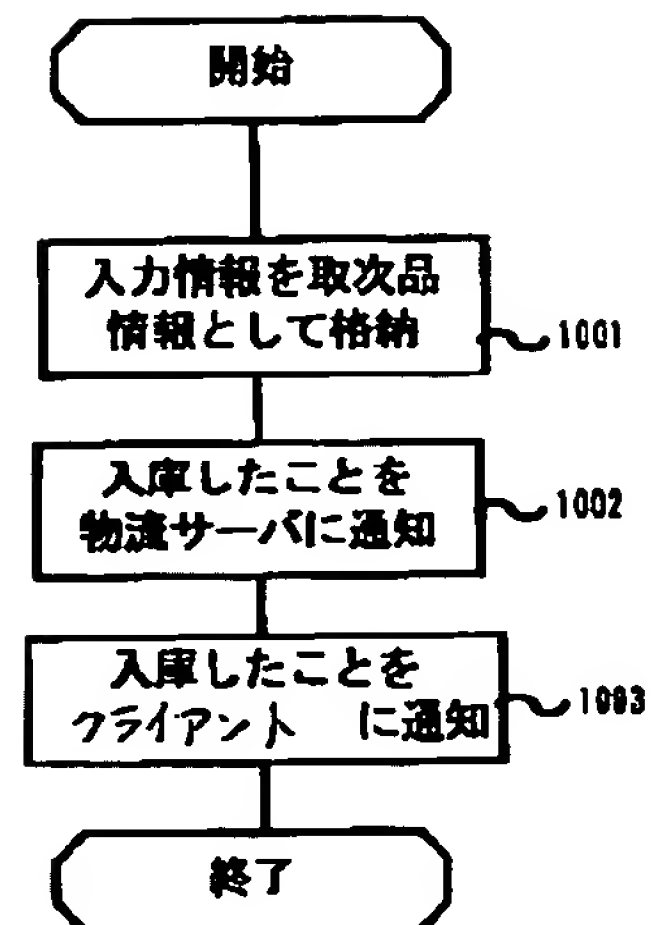 開始
入力情報を取次品
情報として格納
1001
入庫したことを
物流サーバに通知
1002
入庫したことを
クライアント に通知
1003
終了